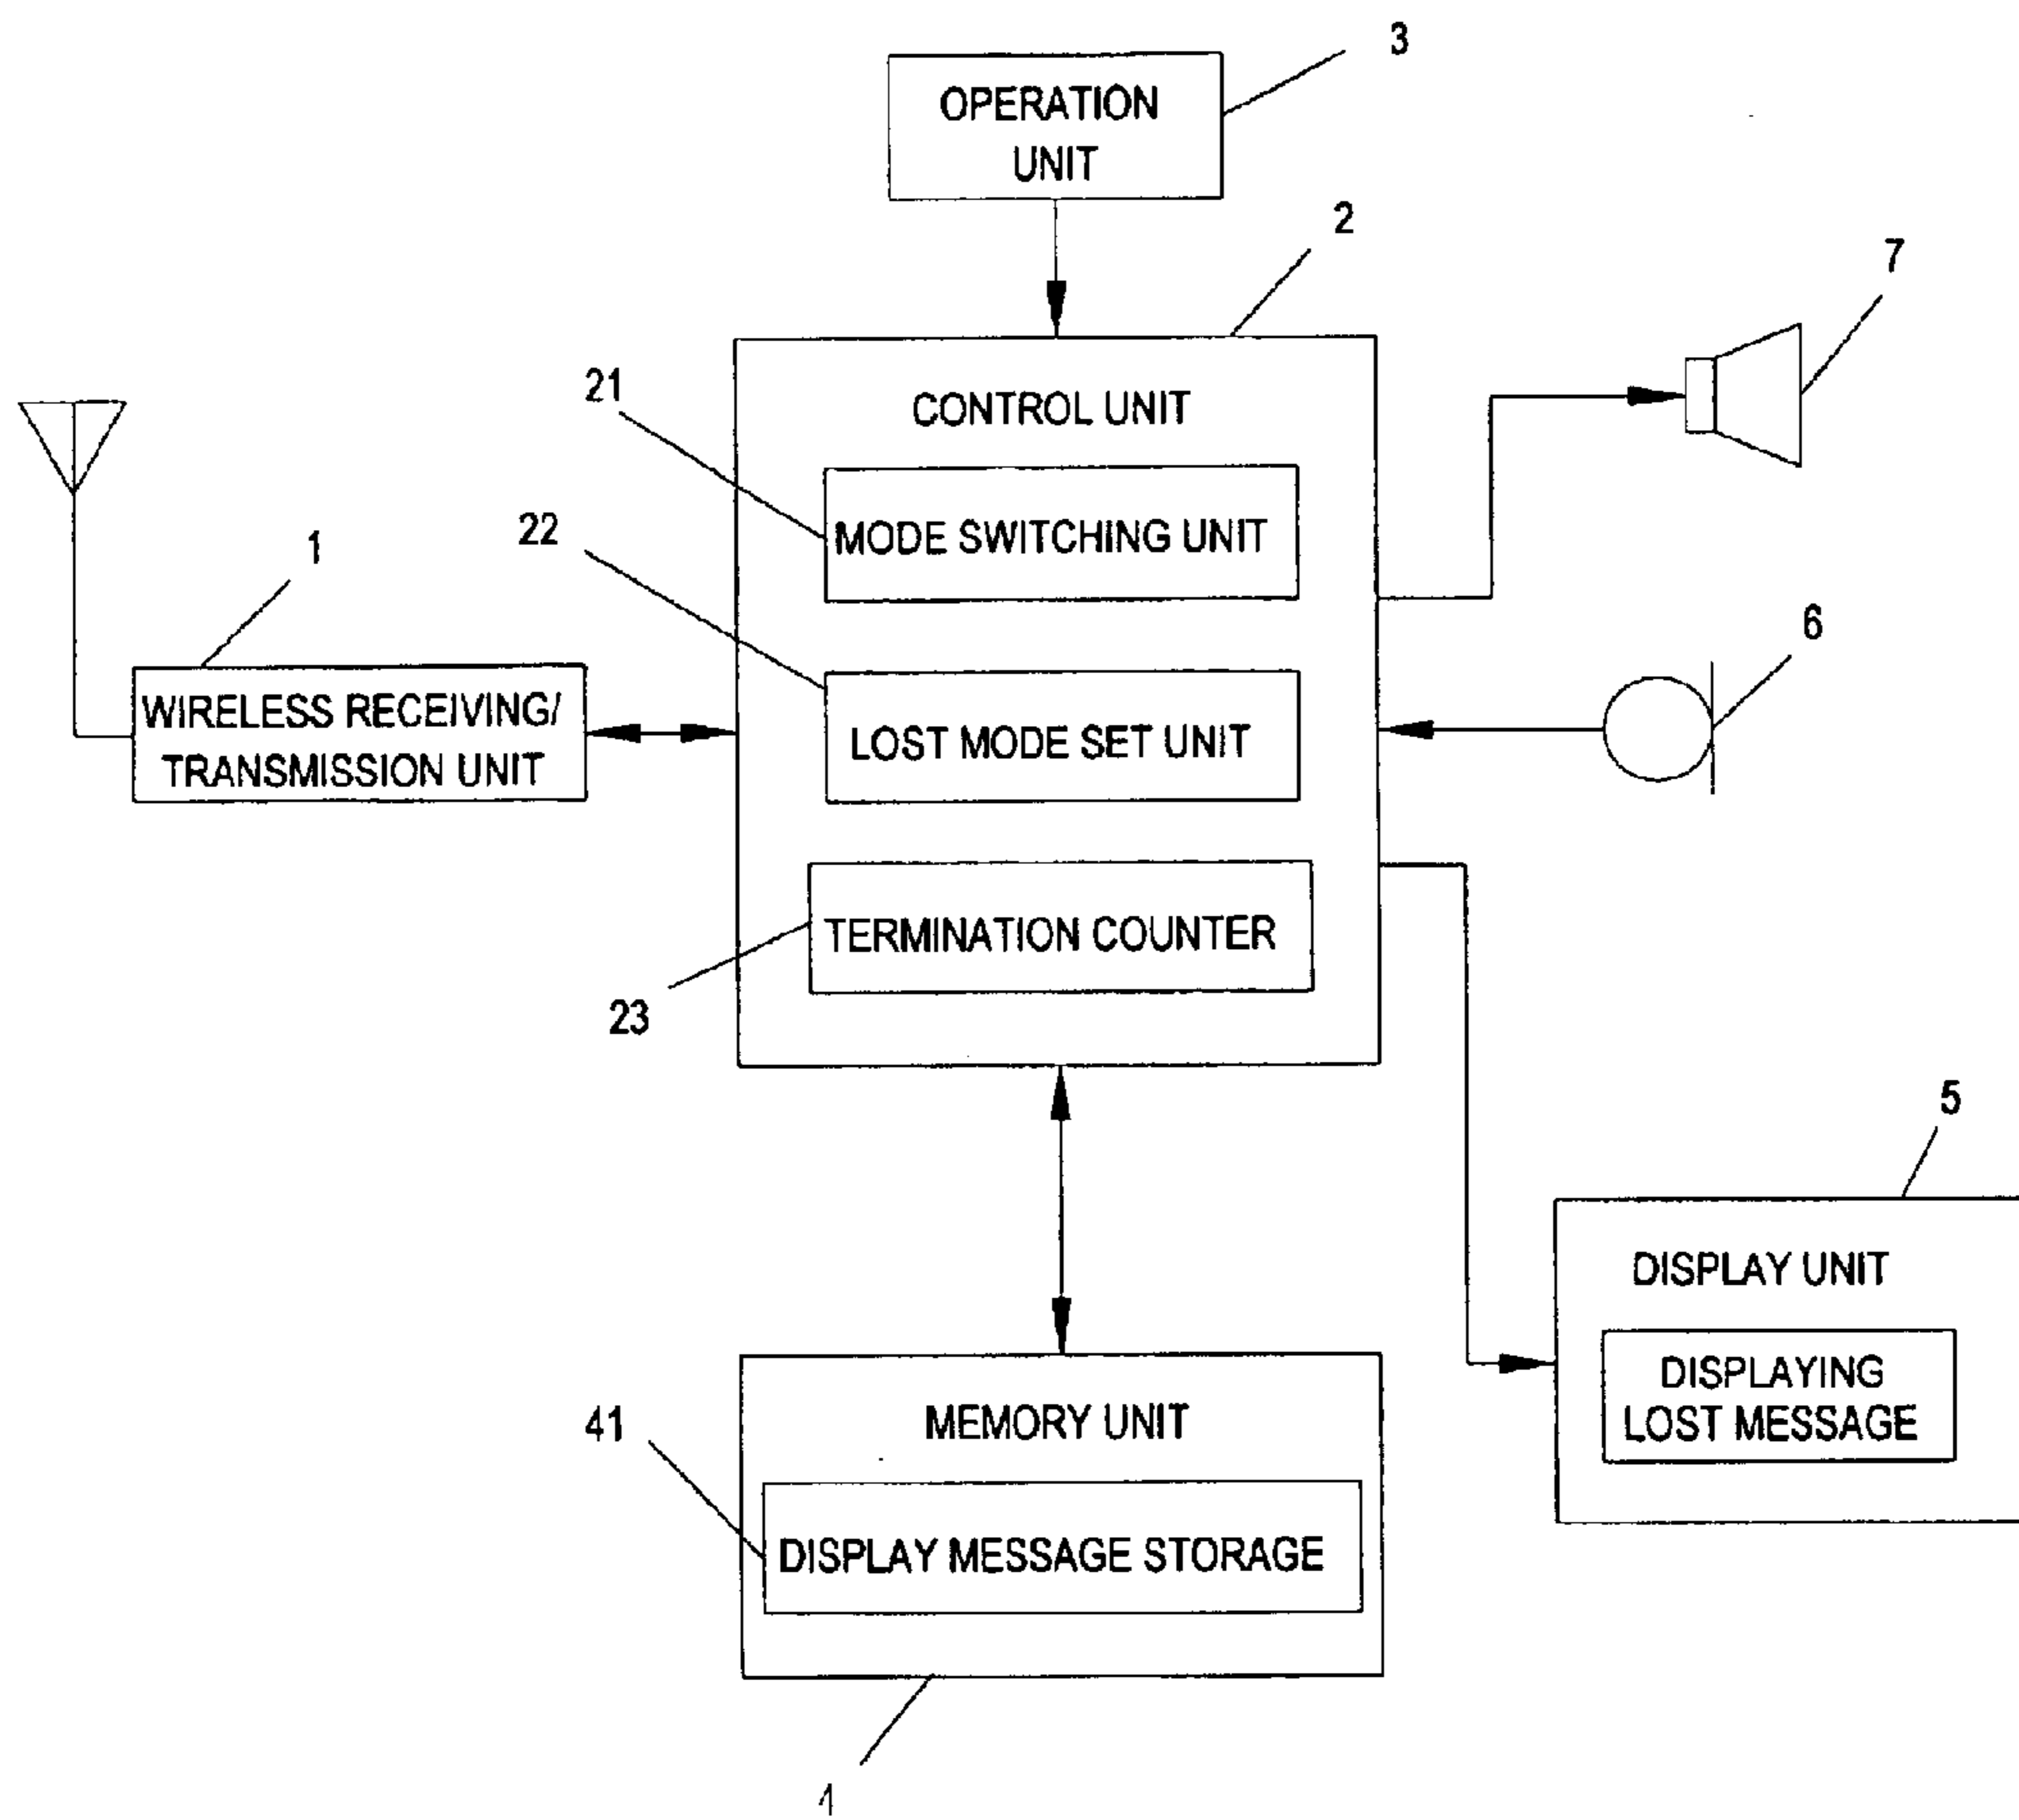 3
OPERATION
UNIT
2
7
21
CONTROL UNIT
MODE SWITCHING UNIT
22
1
6
WIRELESS RECEIVING/
TRANSMISSION UNIT
LOST MODE SET UNIT
TERMINATION COUNTER
23
5
DISPLAY UNIT
DISPLAYING
LOST MESSAGE
41
MEMORY UNIT
DISPLAY MESSAGE STORAGE
4